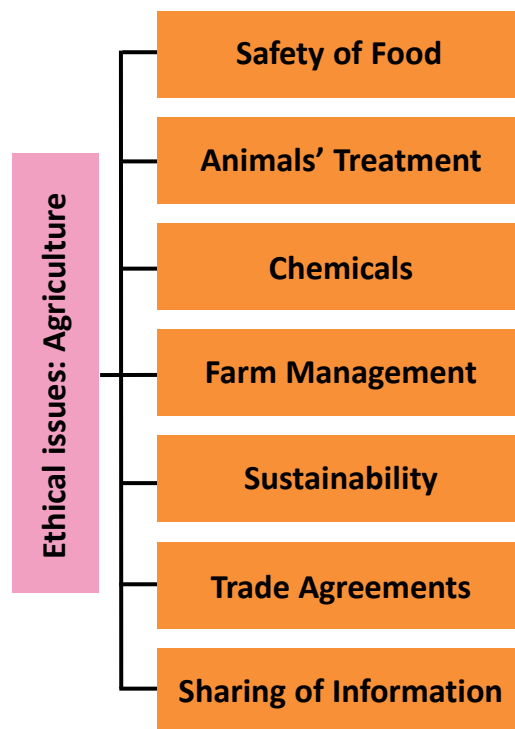 Ethical issues: Agriculture
Safety of Food
Animals’ Treatment
Chemicals
Farm Management
Sustainability
Trade Agreements
Sharing of Information